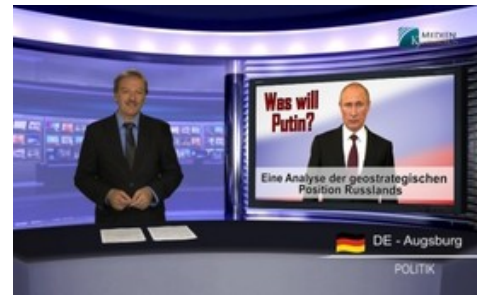 K MEDIEN
Was will
Putin?
Eine Analyse der geostrategischen
Position Russlands
DE - Augsburg
POLITIK